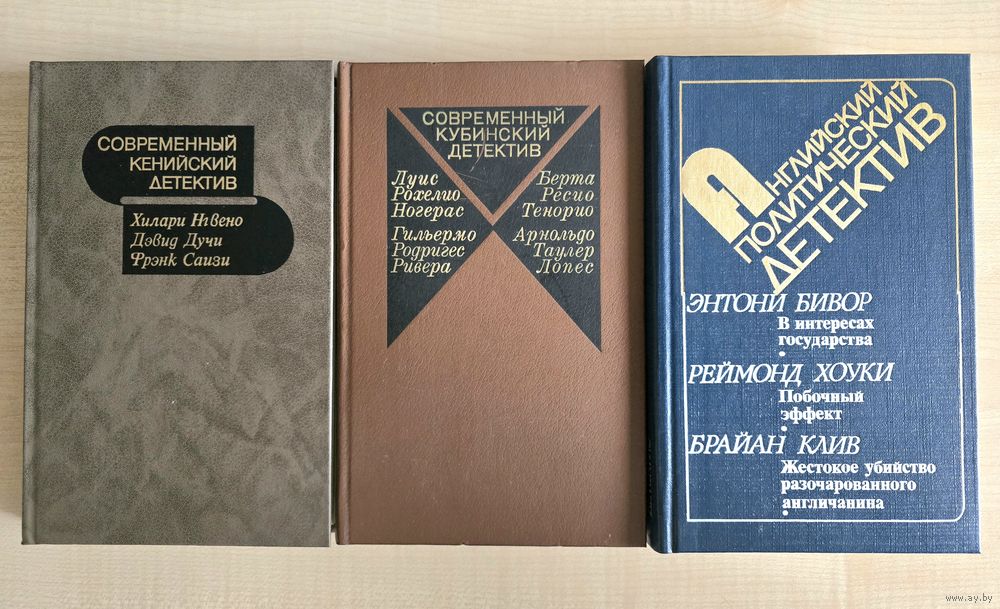 СОВРЕМЕННЫЙ
КЕНИЙСКИЙ
ДЕТЕКТИВ
Хилари Нгвено
Дэвид Дучи
Фрэнк Саизи
СОВРЕМЕННЫЙ
КУБИНСКИЙ
ДЕТЕКТИВ
Луис
Рохелио
Ногерас
Гильермо
Родригес
Ривера
Берта
Ресио
Тенорио
Арнольдо
Таулер
Лопес
АНГЛИЙСКИЙ
ПОЛИТИЧЕСКИЙ
ДЕТЕКТИВ
ЭНТОНИ БИВОР
В интересах
государства
РЕЙМОНД ХОУКИ
Побочный
эффект
БРАЙАН КЛИВ
Жестокое убийство
разочарованного
англичанина
www.ay.by